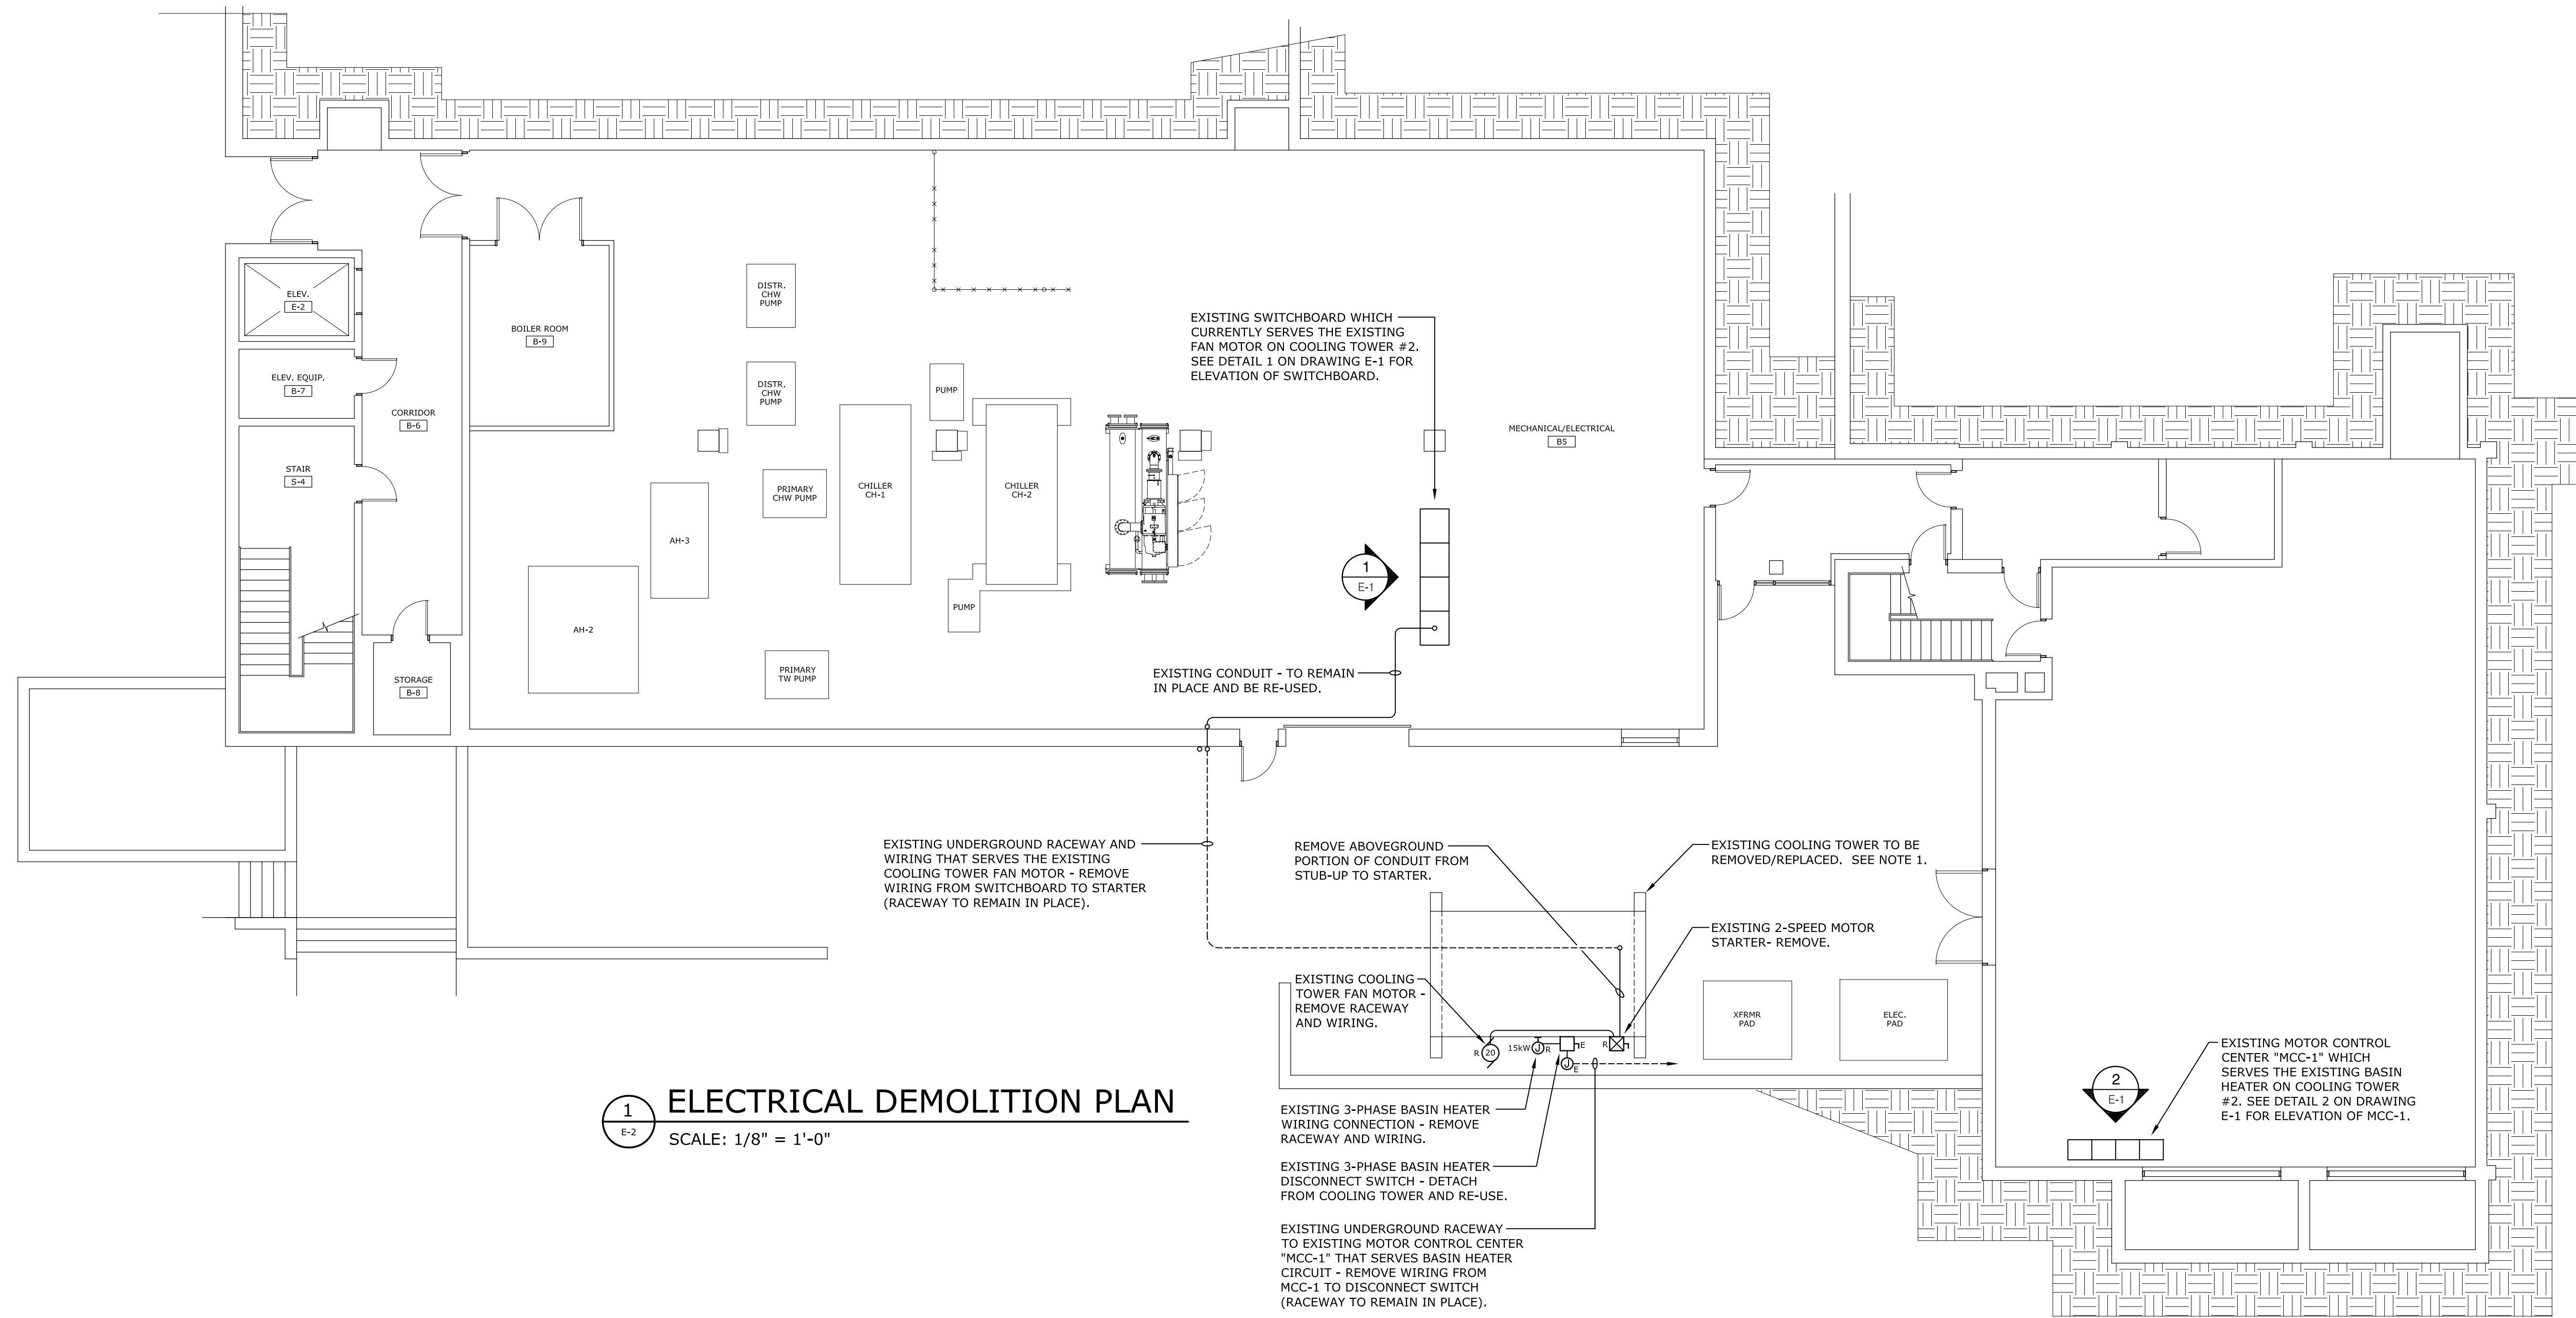 ELEV.
E-2
ELEV. EQUIP.
B-7
STAIR
S-4
CORRIDOR
B-6
STORAGE
B-8
BOILER ROOM
B-9
DISTR.
CHW
PUMP
DISTR.
CHW
PUMP
PRIMARY
CHW PUMP
AH-3
AH-2
PRIMARY
TW PUMP
CHILLER
CH-1
PUMP
CHILLER
CH-2
PUMP
EXISTING SWITCHBOARD WHICH
CURRENTLY SERVES THE EXISTING
FAN MOTOR ON COOLING TOWER #2.
SEE DETAIL 1 ON DRAWING E-1 FOR
ELEVATION OF SWITCHBOARD.
MECHANICAL/ELECTRICAL
B5
1
E-1
EXISTING CONDUIT - TO REMAIN
IN PLACE AND BE RE-USED.
EXISTING UNDERGROUND RACEWAY AND
WIRING THAT SERVES THE EXISTING
COOLING TOWER FAN MOTOR - REMOVE
WIRING FROM SWITCHBOARD TO STARTER
(RACEWAY TO REMAIN IN PLACE).
REMOVE ABOVEGROUND
PORTION OF CONDUIT FROM
STUB-UP TO STARTER.
EXISTING COOLING TOWER TO BE
REMOVED/REPLACED. SEE NOTE 1.
EXISTING 2-SPEED MOTOR
STARTER- REMOVE.
EXISTING COOLING
TOWER FAN MOTOR -
REMOVE RACEWAY
AND WIRING.
R
20
15kW
J
R
E
J
E
R
XFRMR
PAD
ELEC.
PAD
EXISTING 3-PHASE BASIN HEATER
WIRING CONNECTION - REMOVE
RACEWAY AND WIRING.
EXISTING 3-PHASE BASIN HEATER
DISCONNECT SWITCH - DETACH
FROM COOLING TOWER AND RE-USE.
EXISTING UNDERGROUND RACEWAY
TO EXISTING MOTOR CONTROL CENTER
"MCC-1" THAT SERVES BASIN HEATER
CIRCUIT - REMOVE WIRING FROM
MCC-1 TO DISCONNECT SWITCH
(RACEWAY TO REMAIN IN PLACE).
2
E-1
EXISTING MOTOR CONTROL
CENTER "MCC-1" WHICH
SERVES THE EXISTING BASIN
HEATER ON COOLING TOWER
#2. SEE DETAIL 2 ON DRAWING
E-1 FOR ELEVATION OF MCC-1.
1
E-2
ELECTRICAL DEMOLITION PLAN
SCALE: 1/8" = 1'-0"